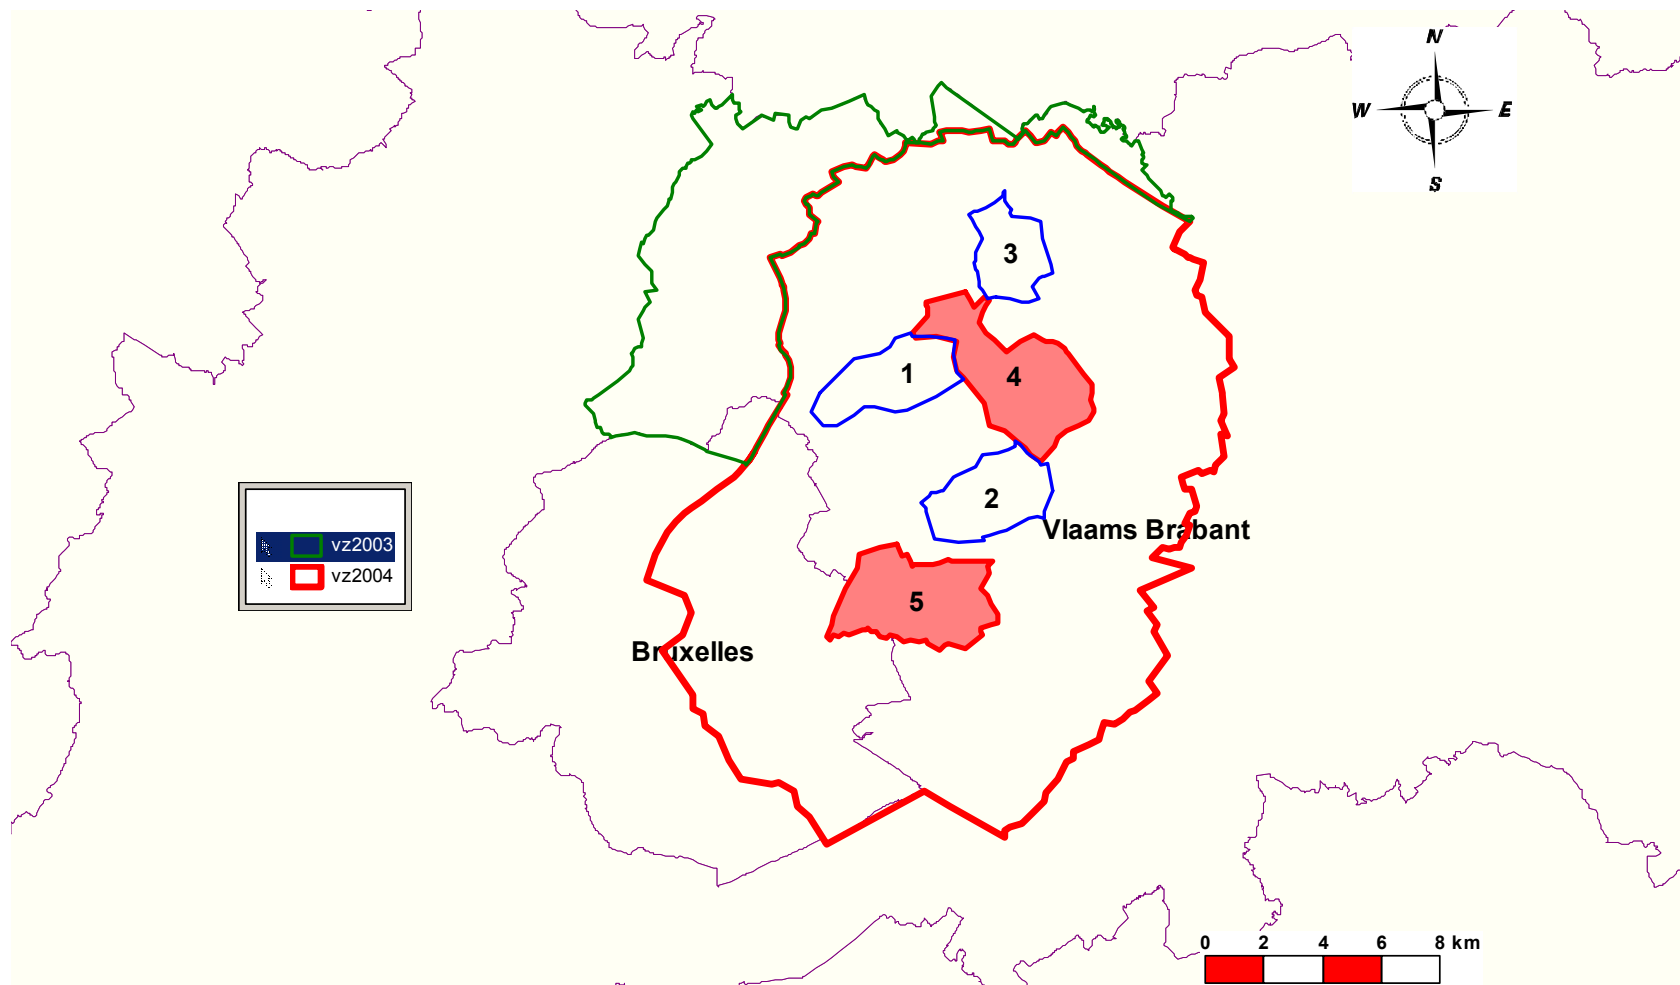 N
W E
S
3
1 4
2
Vlaams Brabant
vz2003
vz2004
5
Bruxelles
0 2 4 6 8 km